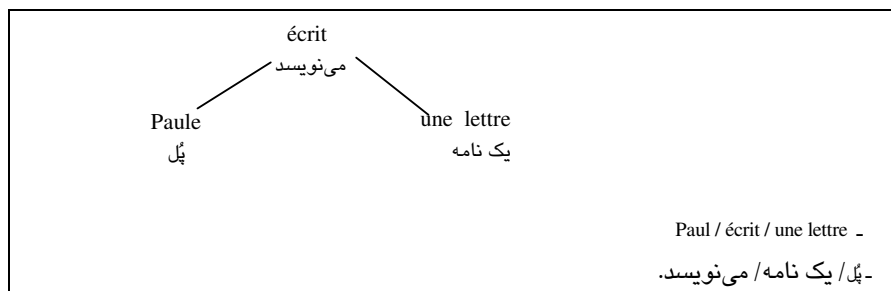 écrit
می‌نویسد
Paule une lettre
پُل یک نامه
Paul / écrit / une lettre ـ
ـ پُل/ یک نامه/ می‌نویسد.